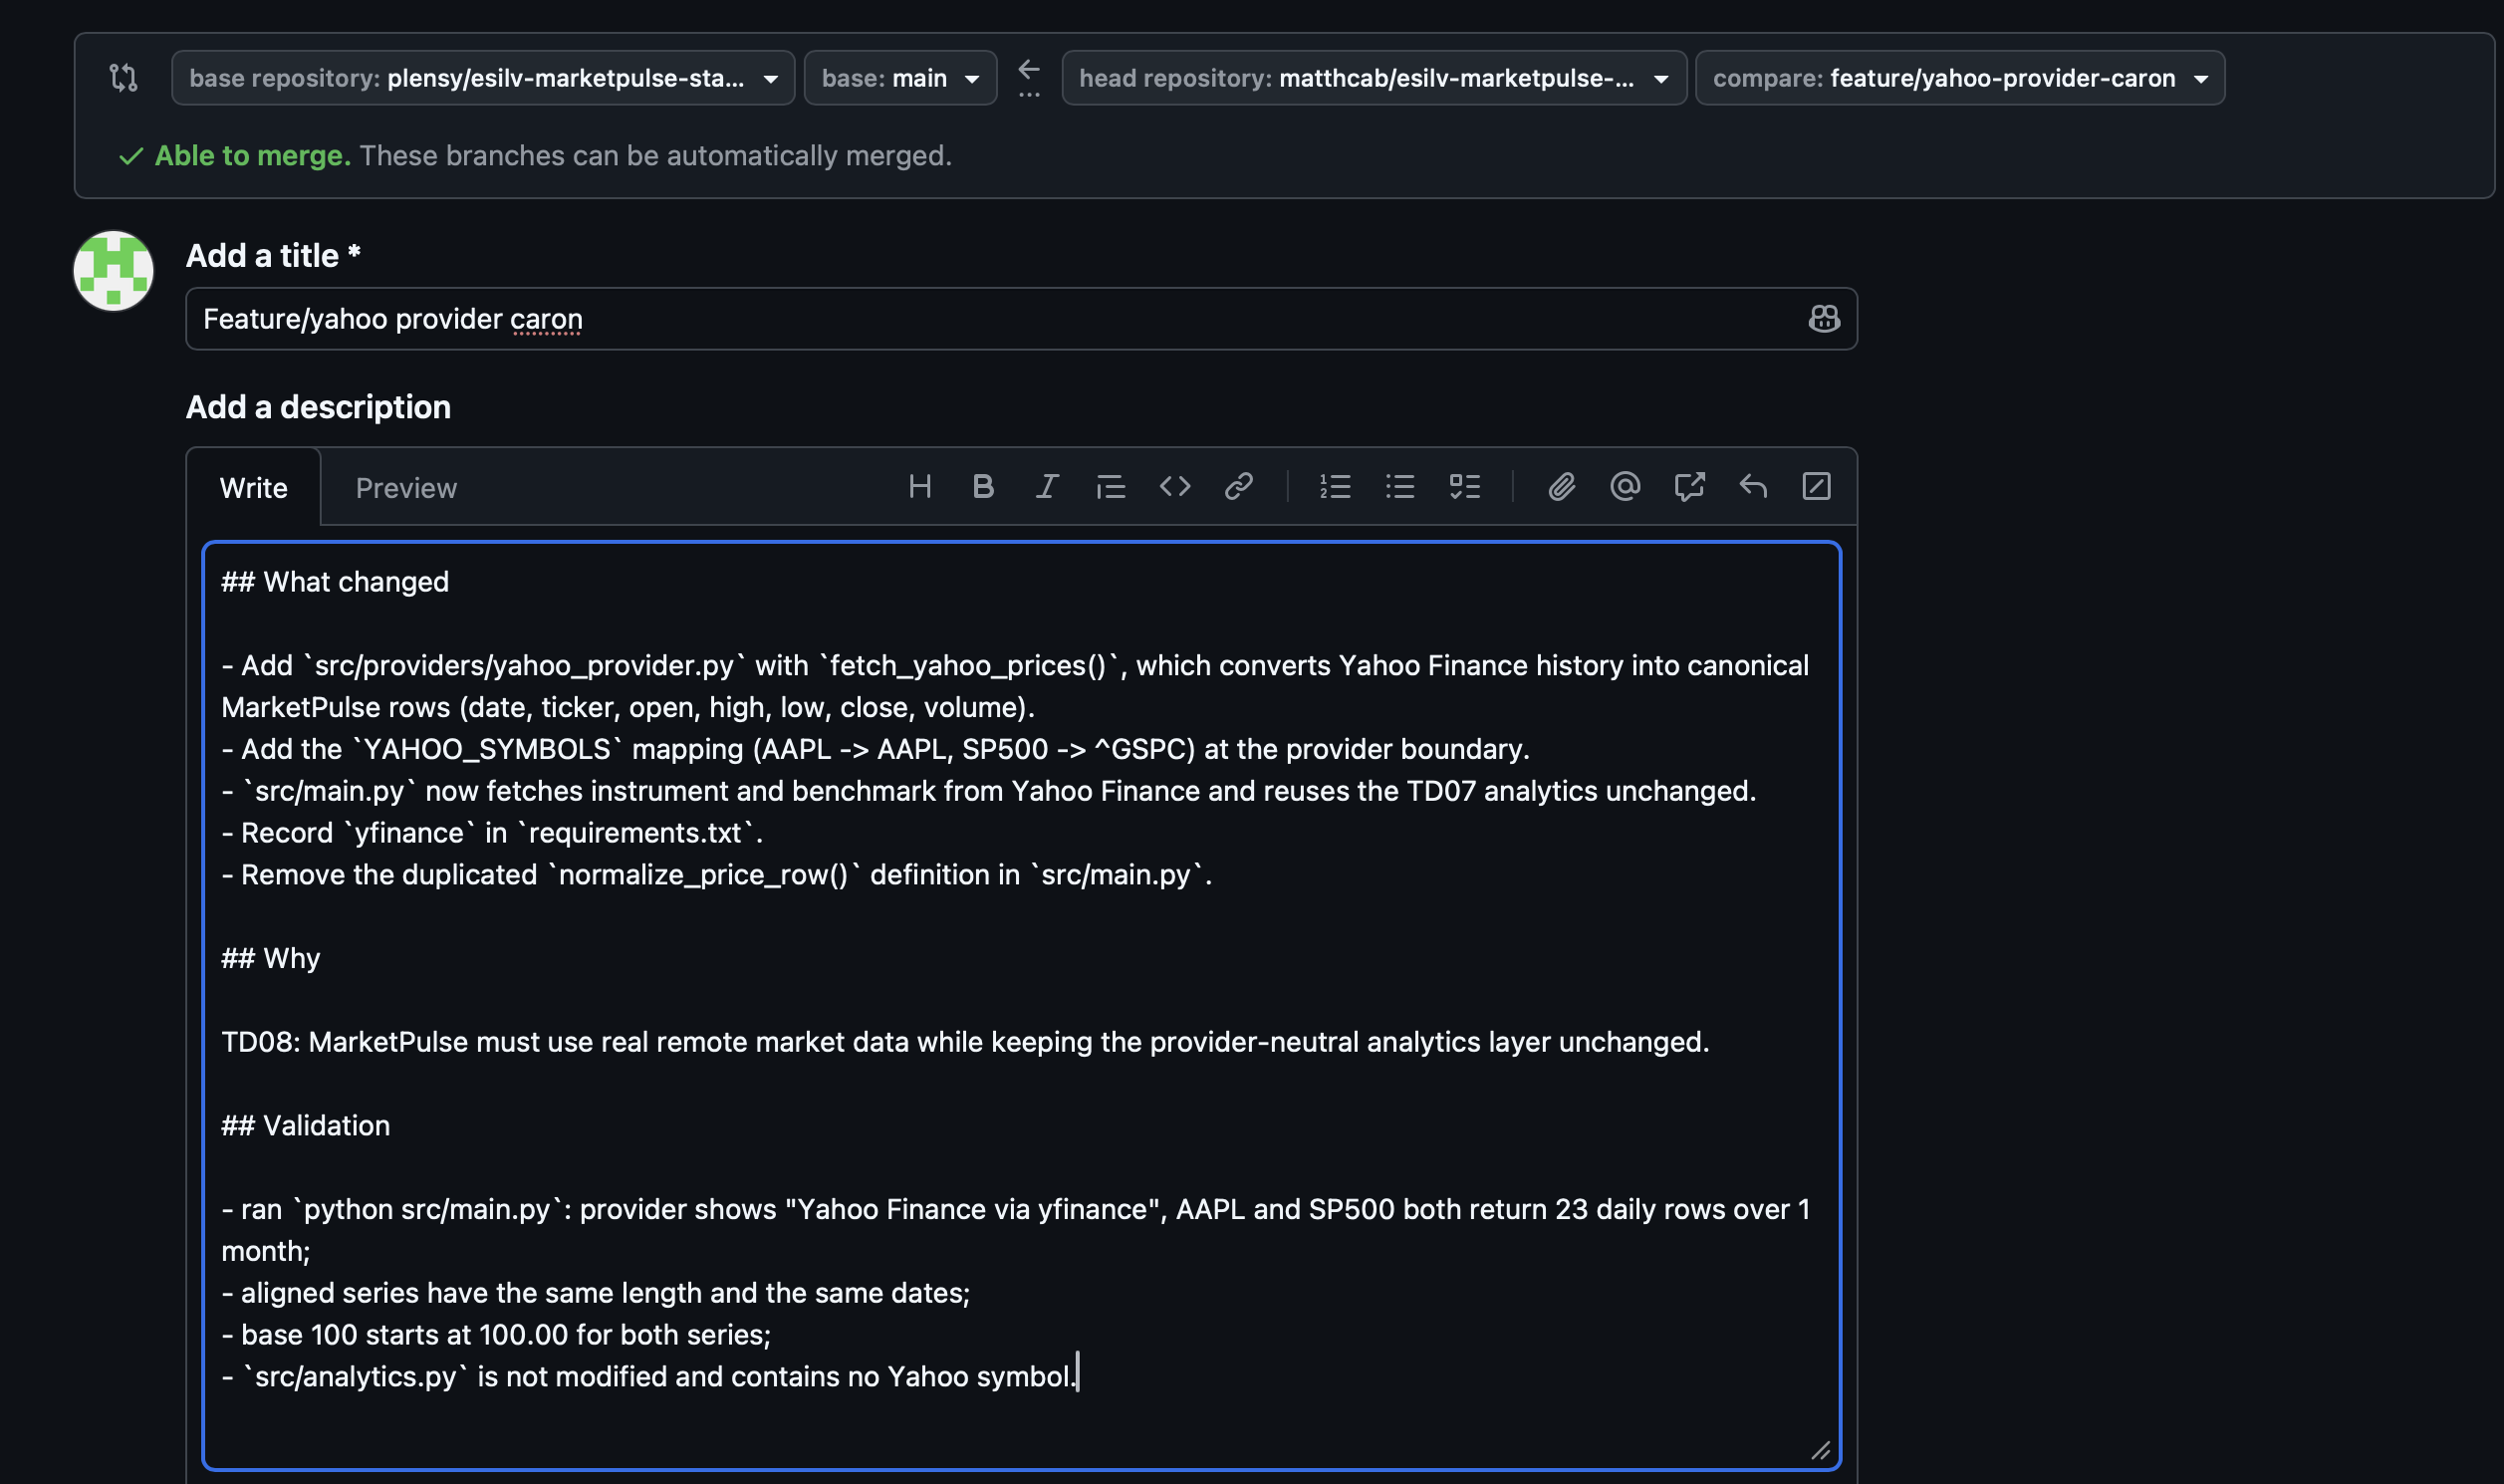 base repository: plensy/esilv-marketpulse-sta... base: main head repository: matthcab/esilv-marketpulse-... compare: feature/yahoo-provider-caron
Able to merge. These branches can be automatically merged.
Add a title *
Feature/yahoo provider caron
Add a description
Write Preview
## What changed
- Add `src/providers/yahoo_provider.py` with `fetch_yahoo_prices()`, which converts Yahoo Finance history into canonical
MarketPulse rows (date, ticker, open, high, low, close, volume).
- Add the `YAHOO_SYMBOLS` mapping (AAPL -> AAPL, SP500 -> ^GSPC) at the provider boundary.
- `src/main.py` now fetches instrument and benchmark from Yahoo Finance and reuses the TD07 analytics unchanged.
- Record `yfinance` in `requirements.txt`.
- Remove the duplicated `normalize_price_row()` definition in `src/main.py`.
## Why
TD08: MarketPulse must use real remote market data while keeping the provider-neutral analytics layer unchanged.
## Validation
- ran `python src/main.py`: provider shows "Yahoo Finance via yfinance", AAPL and SP500 both return 23 daily rows over 1
month;
- aligned series have the same length and the same dates;
- base 100 starts at 100.00 for both series;
- `src/analytics.py` is not modified and contains no Yahoo symbol.